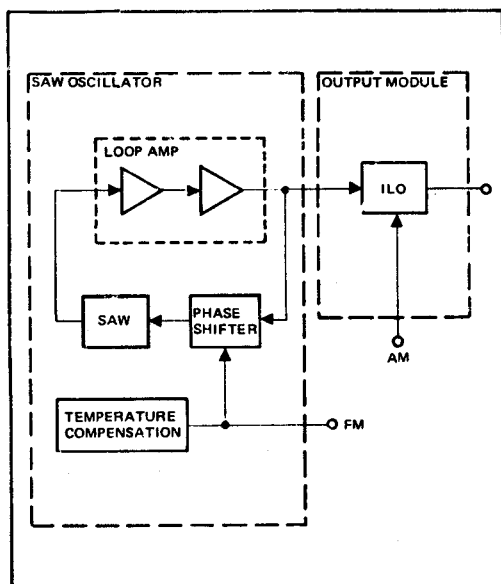 SAW OSCILLATOR
OUTPUT MODULE
LOOP AMP
ILO
SAW
PHASE
SHIFTER
AM
TEMPERATURE
COMPENSATION
FM